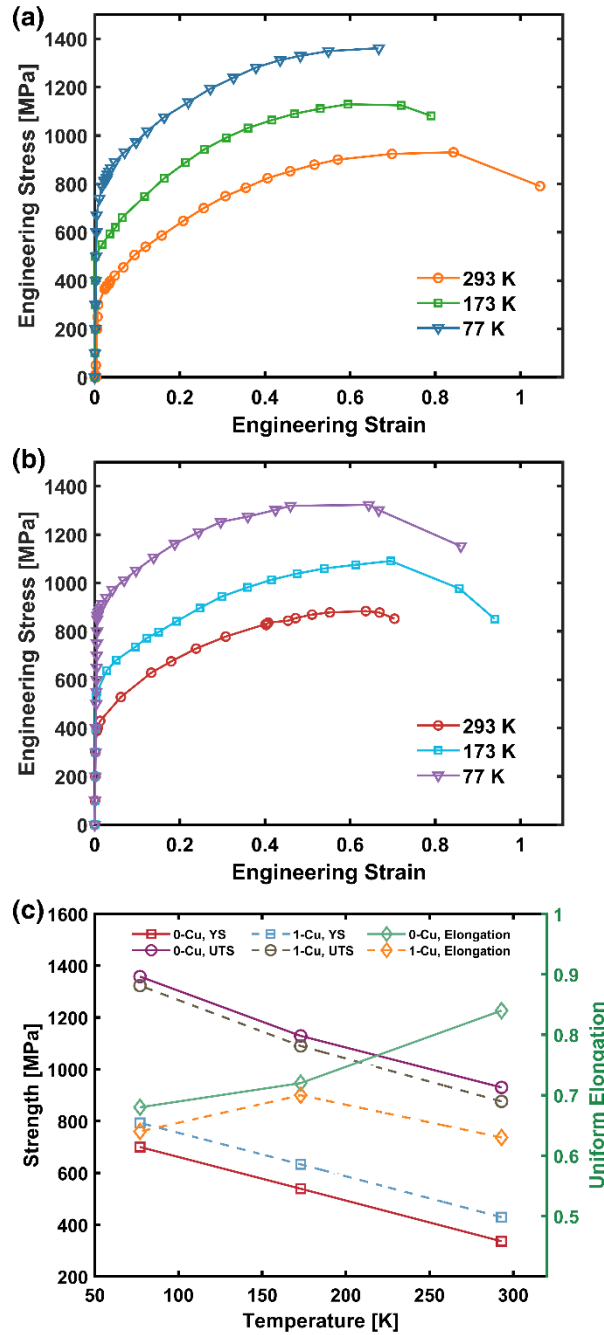 (a)
1400
1200
1000
800
600
400
200
0
Engineering Stress [MPa]
293 K
173 K
77 K
0 0.2 0.4 0.6 0.8 1
Engineering Strain
(b)
1400
1200
1000
800
600
400
200
0
Engineering Stress [MPa]
293 K
173 K
77 K
0 0.2 0.4 0.6 0.8 1
Engineering Strain
(c)
0-Cu, YS 1-Cu, YS 0-Cu, Elongation
0-Cu, UTS 1-Cu, UTS 1-Cu, Elongation
1600
1400
1200
1000
800
600
400
200
Strength [MPa]
1
0.9
0.8
0.7
0.6
0.5
Uniform Elongation
50 100 150 200 250 300
Temperature [K]